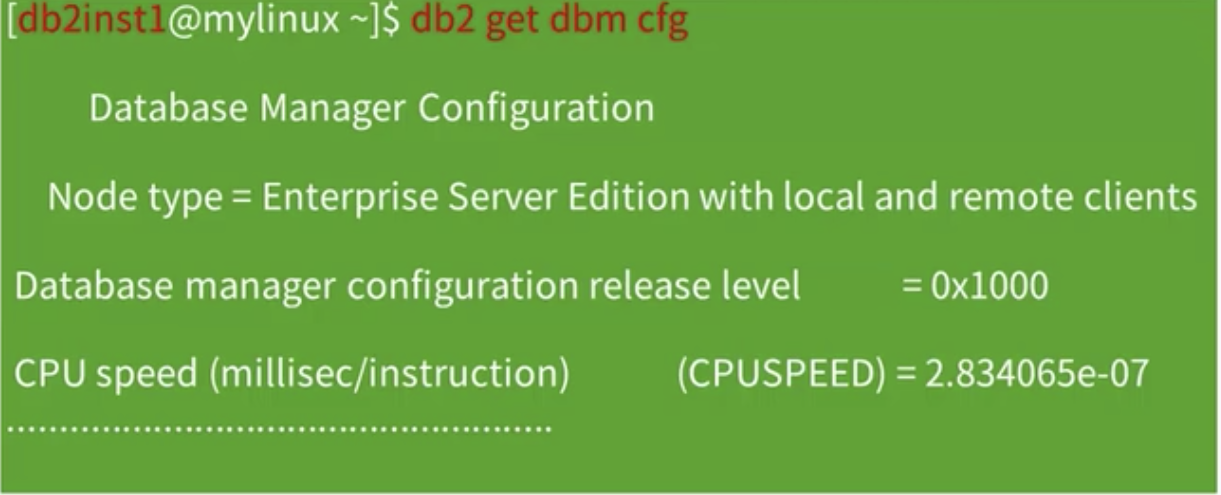 [db2inst1@mylinux ~]$ db2 get dbm cfg
Database Manager Configuration
Node type = Enterprise Server Edition with local and remote clients
Database manager configuration release level = 0x1000
CPU speed (millisec/instruction) (CPUSPEED) = 2.834065e-07
....................................................